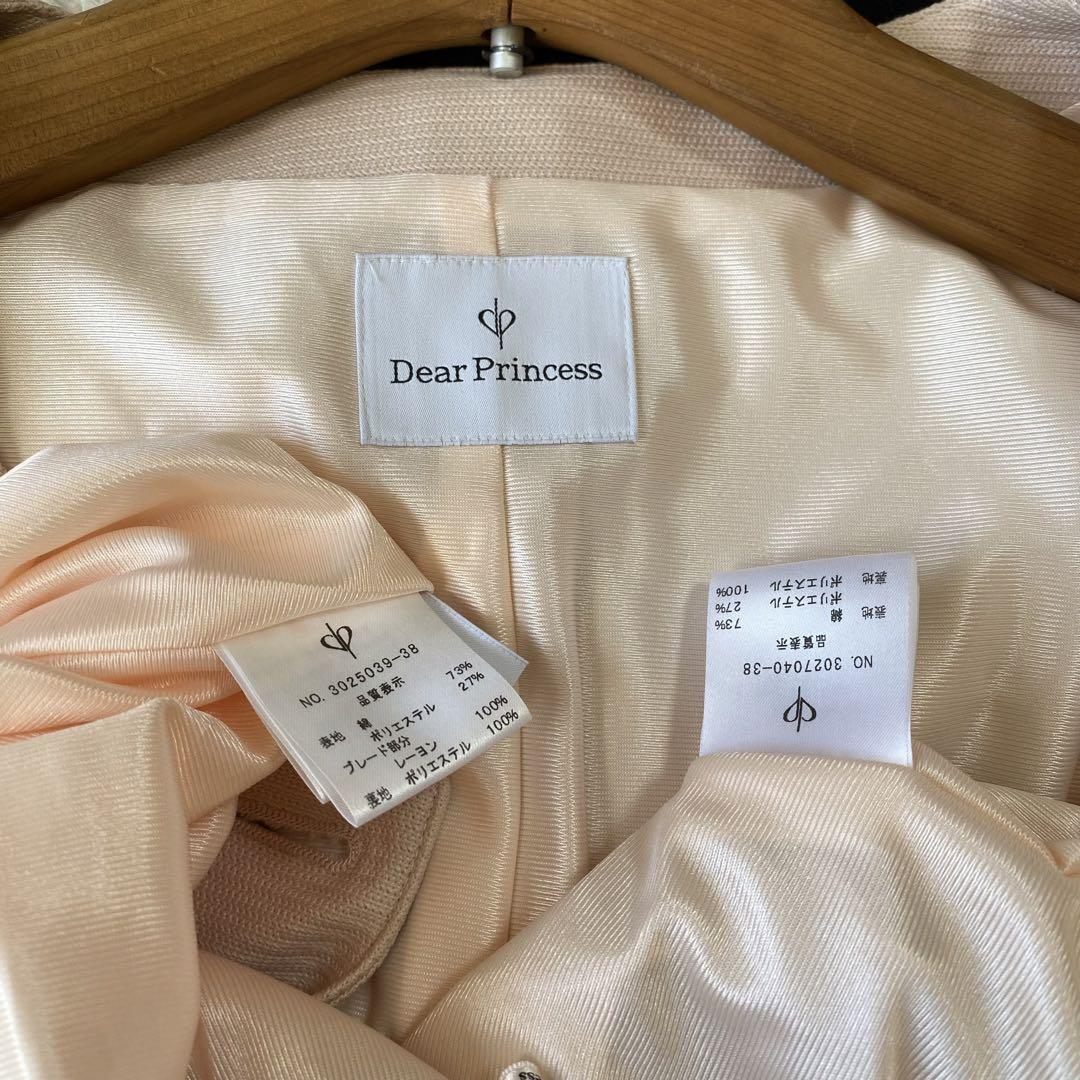 Dear Princess
NO. 3025039-38
品質表示
表地 綿 73%
ポリエステル 27%
ブレード部分
レーヨン 100%
裏地 ポリエステル 100%
NO. 3027040-38
品質表示
表地 綿 73%
ポリエステル 27%
裏地 ポリエステル 100%